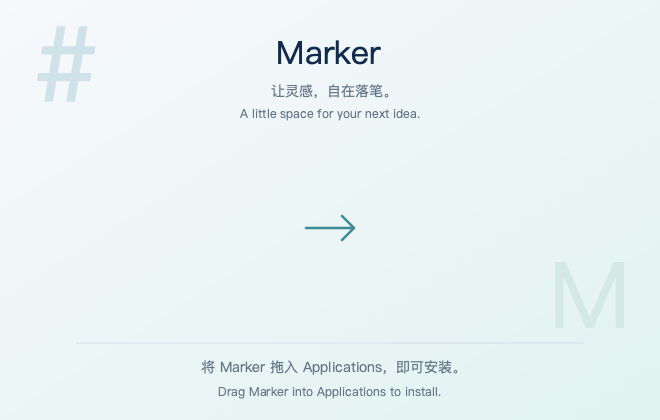 #
Marker
让灵感，自在落笔。
A little space for your next idea.
M
将 Marker 拖入 Applications，即可安装。
Drag Marker into Applications to install.